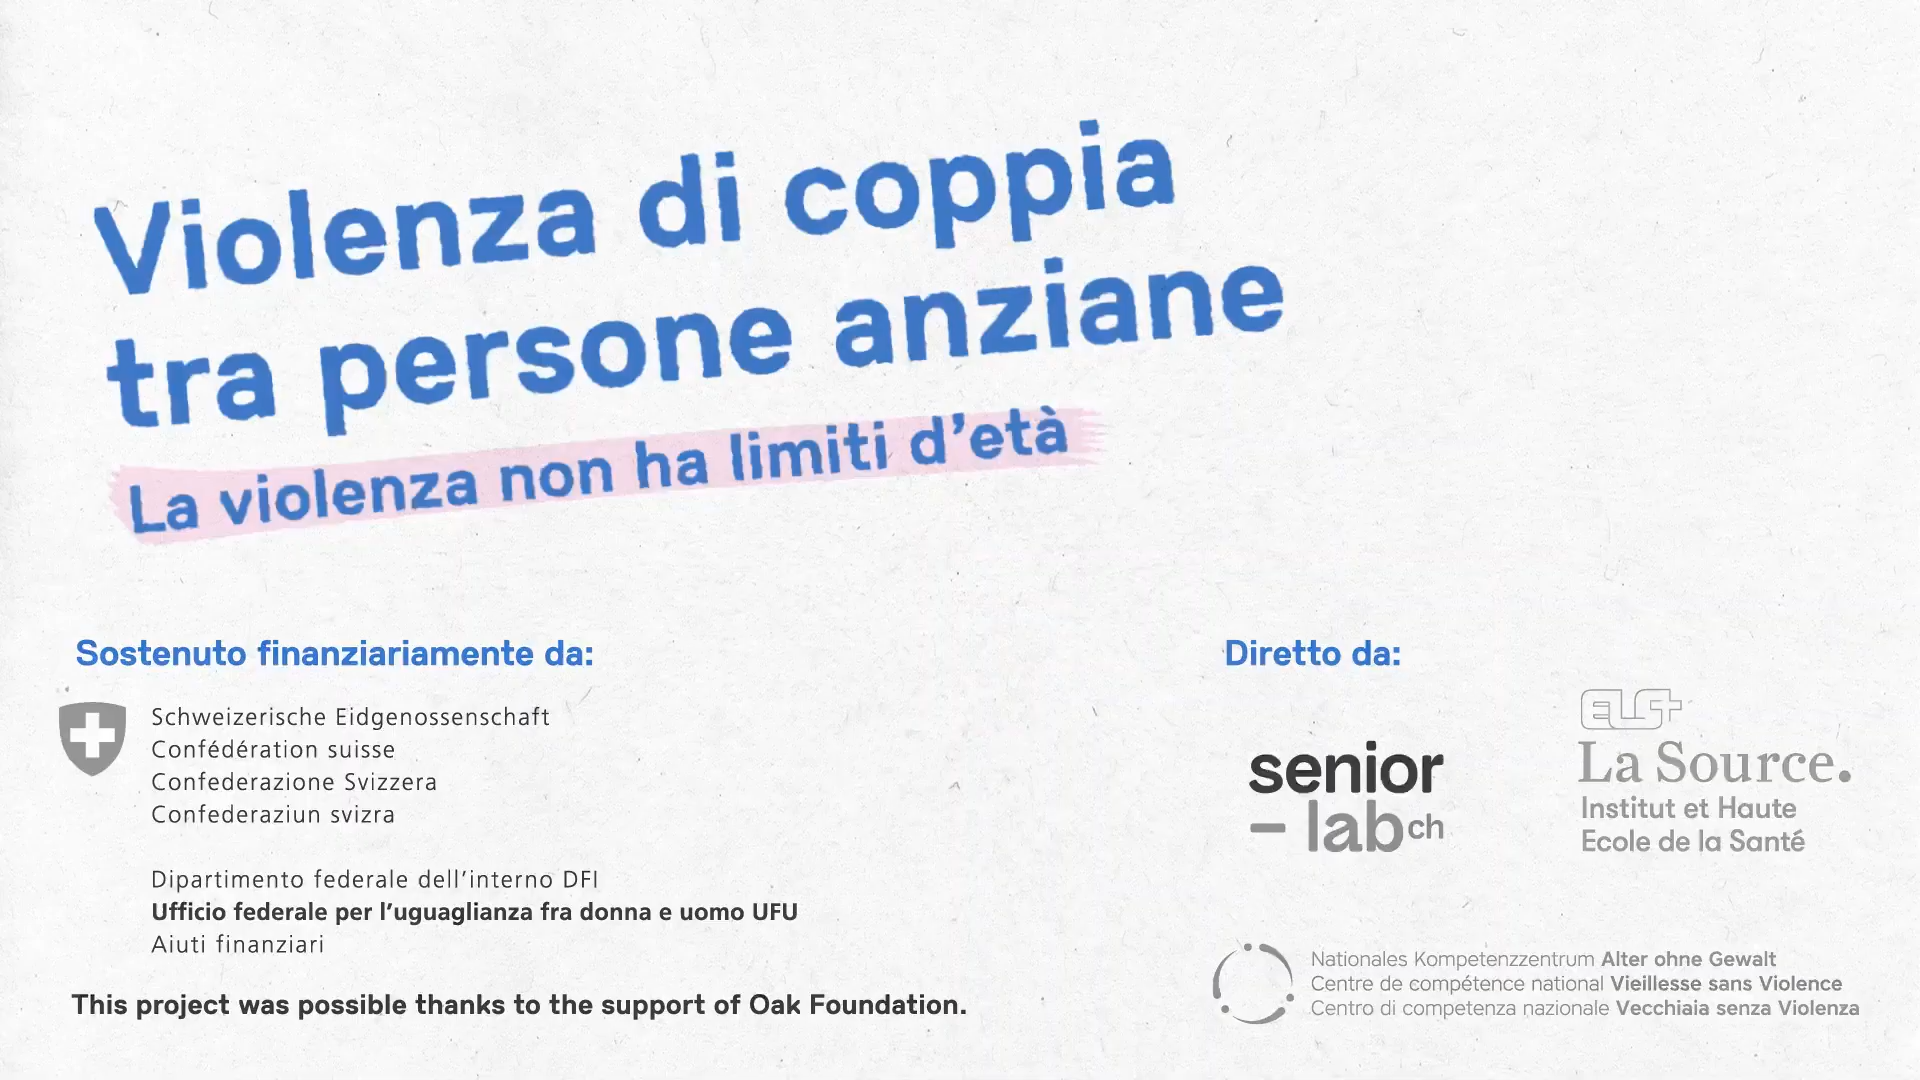 Violenza di coppia
tra persone anziane
La violenza non ha limiti d’età
Sostenuto finanziariamente da:
Schweizerische Eidgenossenschaft
Confédération suisse
Confederazione Svizzera
Confederaziun svizra
Dipartimento federale dell’interno DFI
Ufficio federale per l’uguaglianza fra donna e uomo UFU
Aiuti finanziari
This project was possible thanks to the support of Oak Foundation.
Diretto da:
senior
– lab ch
ELS+
La Source.
Institut et Haute
Ecole de la Santé
Nationales Kompetenzzentrum Alter ohne Gewalt
Centre de compétence national Vieillesse sans Violence
Centro di competenza nazionale Vecchiaia senza Violenza